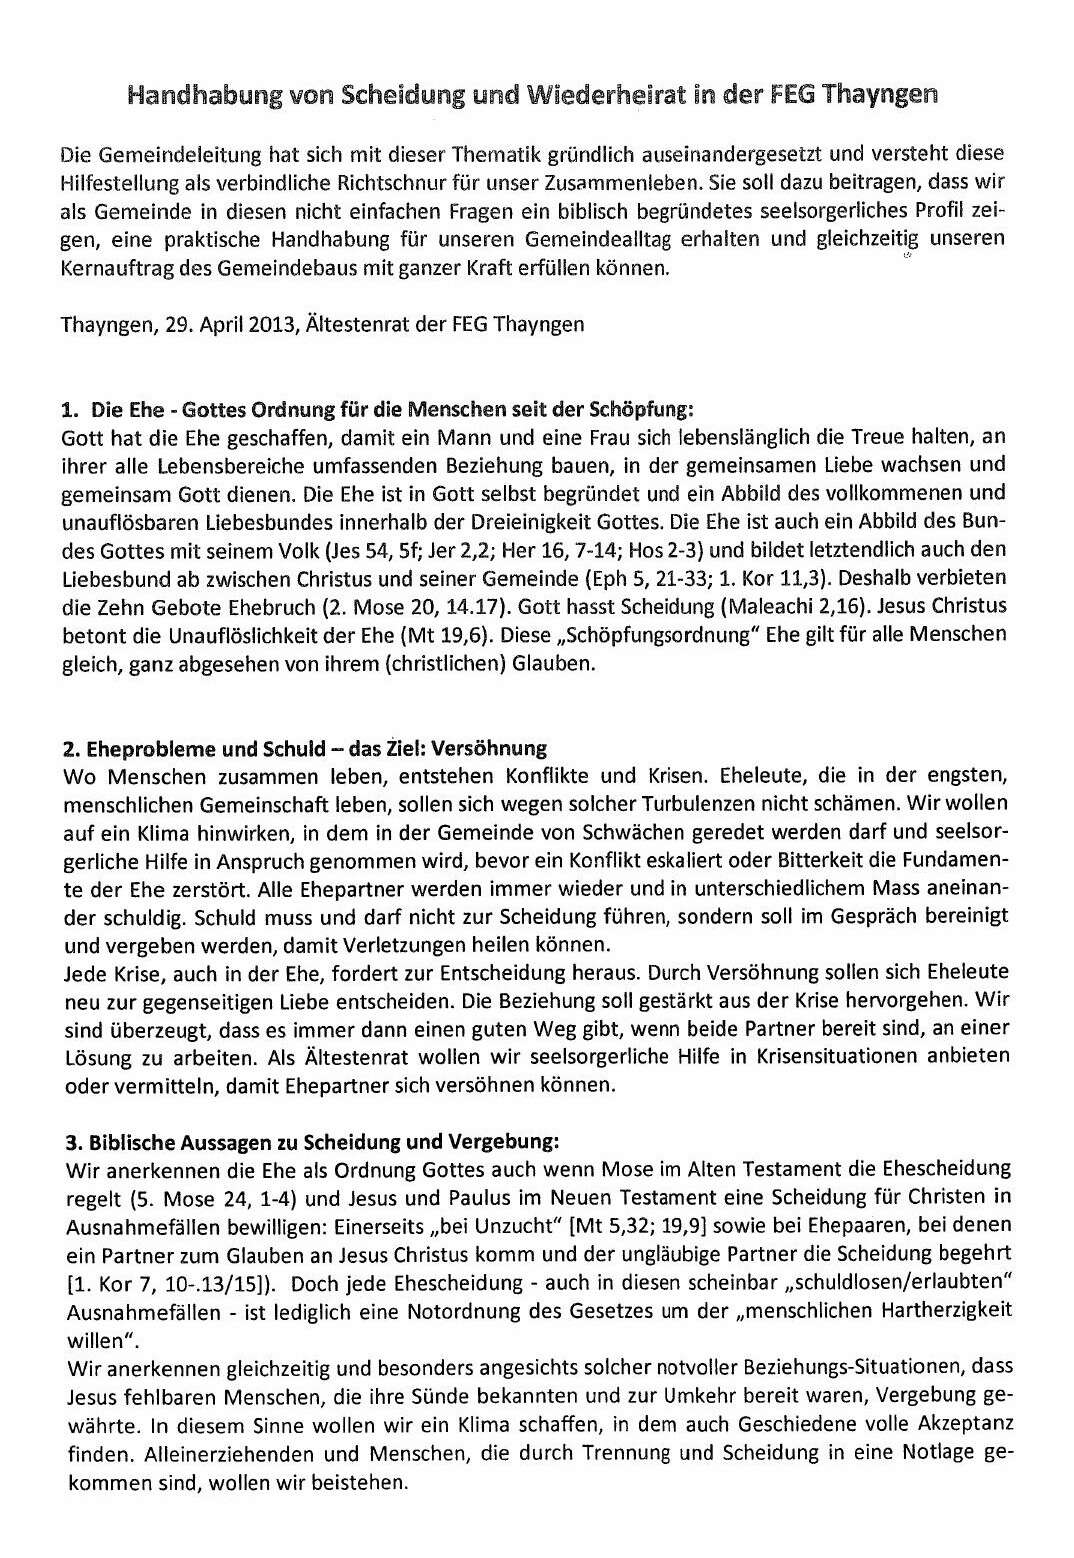 Handhabung von Scheidung und Wiederheirat in der FEG Thayngen
Die Gemeindeleitung hat sich mit dieser Thematik gründlich auseinandergesetzt und versteht diese
Hilfestellung als verbindliche Richtschnur für unser Zusammenleben. Sie soll dazu beitragen, dass wir
als Gemeinde in diesen nicht einfachen Fragen ein biblisch begründetes seelsorgerliches Profil zei-
gen, eine praktische Handhabung für unseren Gemeindealltag erhalten und gleichzeitig unseren
Kernauftrag des Gemeindebaus mit ganzer Kraft erfüllen können.
Thayngen, 29. April 2013, Ältestenrat der FEG Thayngen
1. Die Ehe - Gottes Ordnung für die Menschen seit der Schöpfung:
Gott hat die Ehe geschaffen, damit ein Mann und eine Frau sich lebenslänglich die Treue halten, an
ihrer alle Lebensbereiche umfassenden Beziehung bauen, in der gemeinsamen Liebe wachsen und
gemeinsam Gott dienen. Die Ehe ist in Gott selbst begründet und ein Abbild des vollkommenen und
unauflösbaren Liebesbundes innerhalb der Dreieinigkeit Gottes. Die Ehe ist auch ein Abbild des Bun-
des Gottes mit seinem Volk (Jes 54, 5f; Jer 2,2; Her 16, 7-14; Hos 2-3) und bildet letztendlich auch den
Liebesbund ab zwischen Christus und seiner Gemeinde (Eph 5, 21-33; 1. Kor 11,3). Deshalb verbieten
die Zehn Gebote Ehebruch (2. Mose 20, 14.17). Gott hasst Scheidung (Maleachi 2,16). Jesus Christus
betont die Unauflöslichkeit der Ehe (Mt 19,6). Diese „Schöpfungsordnung“ Ehe gilt für alle Menschen
gleich, ganz abgesehen von ihrem (christlichen) Glauben.
2. Eheprobleme und Schuld – das Ziel: Versöhnung
Wo Menschen zusammen leben, entstehen Konflikte und Krisen. Eheleute, die in der engsten,
menschlichen Gemeinschaft leben, sollen sich wegen solcher Turbulenzen nicht schämen. Wir wollen
auf ein Klima hinwirken, in dem in der Gemeinde von Schwächen geredet werden darf und seelsor-
gerliche Hilfe in Anspruch genommen wird, bevor ein Konflikt eskaliert oder Bitterkeit die Fundamen-
te der Ehe zerstört. Alle Ehepartner werden immer wieder und in unterschiedlichem Mass aneinan-
der schuldig. Schuld muss und darf nicht zur Scheidung führen, sondern soll im Gespräch bereinigt
und vergeben werden, damit Verletzungen heilen können.
Jede Krise, auch in der Ehe, fordert zur Entscheidung heraus. Durch Versöhnung sollen sich Eheleute
neu zur gegenseitigen Liebe entscheiden. Die Beziehung soll gestärkt aus der Krise hervorgehen. Wir
sind überzeugt, dass es immer dann einen guten Weg gibt, wenn beide Partner bereit sind, an einer
Lösung zu arbeiten. Als Ältestenrat wollen wir seelsorgerliche Hilfe in Krisensituationen anbieten
oder vermitteln, damit Ehepartner sich versöhnen können.
3. Biblische Aussagen zu Scheidung und Vergebung:
Wir anerkennen die Ehe als Ordnung Gottes auch wenn Mose im Alten Testament die Ehescheidung
regelt (5. Mose 24, 1-4) und Jesus und Paulus im Neuen Testament eine Scheidung für Christen in
Ausnahmefällen bewilligen: Einerseits „bei Unzucht“ [Mt 5,32; 19,9] sowie bei Ehepaaren, bei denen
ein Partner zum Glauben an Jesus Christus komm und der ungläubige Partner die Scheidung begehrt
[1. Kor 7, 10-.13/15]). Doch jede Ehescheidung - auch in diesen scheinbar „schuldlosen/erlaubten“
Ausnahmefällen - ist lediglich eine Notordnung des Gesetzes um der „menschlichen Hartherzigkeit
willen“.
Wir anerkennen gleichzeitig und besonders angesichts solcher notvoller Beziehungs-Situationen, dass
Jesus fehlbaren Menschen, die ihre Sünde bekannten und zur Umkehr bereit waren, Vergebung ge-
währte. In diesem Sinne wollen wir ein Klima schaffen, in dem auch Geschiedene volle Akzeptanz
finden. Alleinerziehenden und Menschen, die durch Trennung und Scheidung in eine Notlage ge-
kommen sind, wollen wir beistehen.